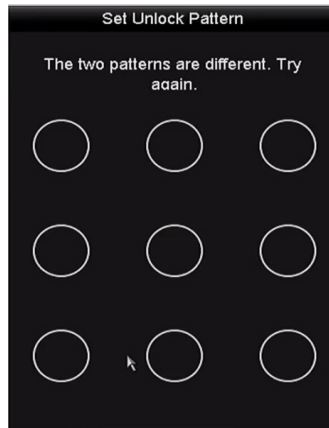 Set Unlock Pattern
The two patterns are different. Try
again.